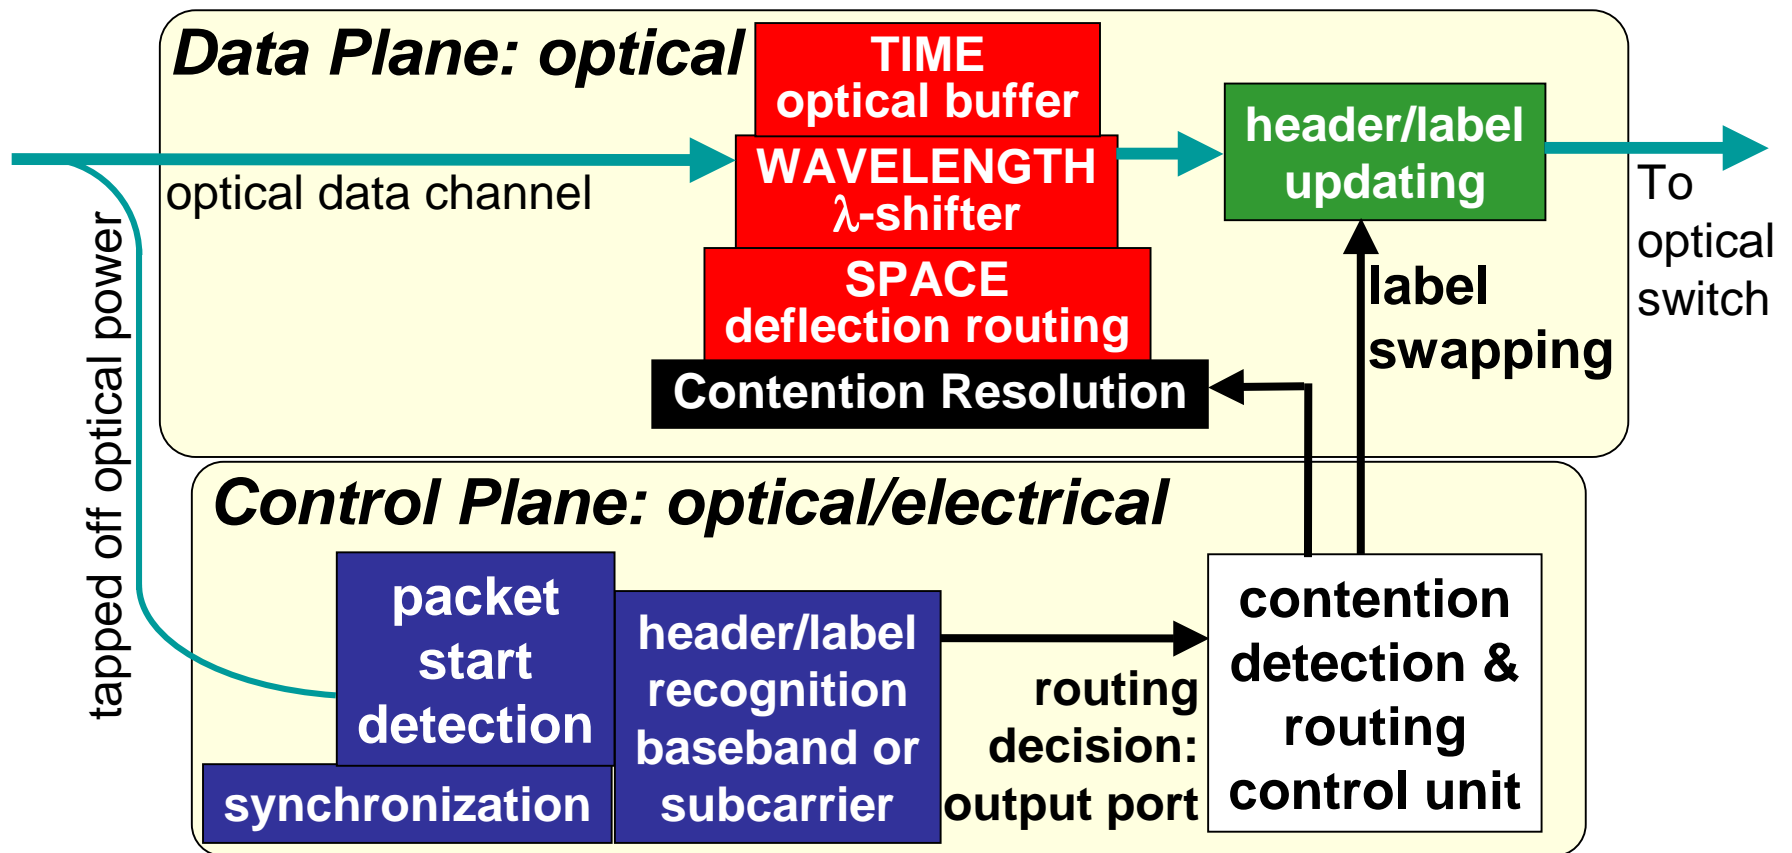 Data Plane: optical
TIME
optical buffer
WAVELENGTH
λ-shifter
SPACE
deflection routing
Contention Resolution
header/label
updating
optical data channel
To
optical
switch
label
swapping
tapped off optical power
Control Plane: optical/electrical
packet
start
detection
synchronization
header/label
recognition
baseband or
subcarrier
routing
decision:
output port
contention
detection &
routing
control unit